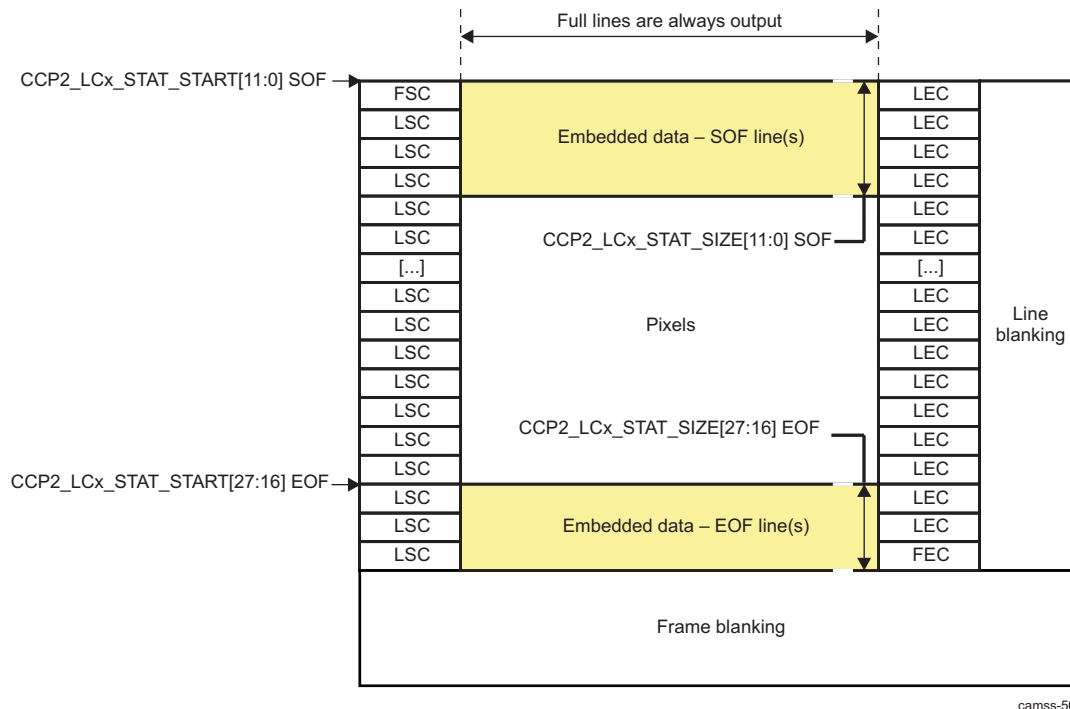 Full lines are always output
CCP2_LCx_STAT_START[11:0] SOF
FSC
LEC
LSC
Embedded data – SOF line(s)
LEC
LSC
LEC
LSC
LEC
LSC
LEC
LSC
CCP2_LCx_STAT_SIZE[11:0] SOF
LEC
[...]
[...]
LSC
LEC
LSC
Pixels
LEC
Line
blanking
LSC
LEC
LSC
LEC
LSC
LEC
LSC
CCP2_LCx_STAT_SIZE[27:16] EOF
LEC
LSC
LEC
CCP2_LCx_STAT_START[27:16] EOF
LSC
LEC
LSC
Embedded data – EOF line(s)
LEC
LSC
FEC
Frame blanking